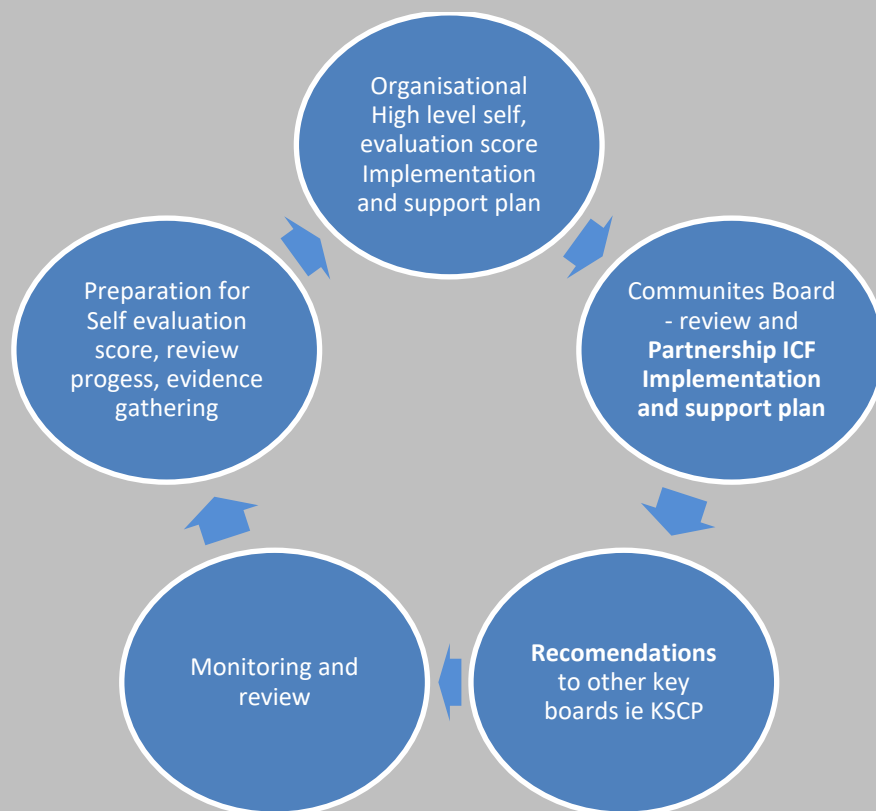 Organisational
High level self,
evaluation score
Implementation
and support plan
Communites Board
- review and
Partnership ICF
Implementation
and support plan
Recomendations
to other key
boards ie KSCP
Monitoring and
review
Preparation for
Self evaluation
score, review
progess, evidence
gathering